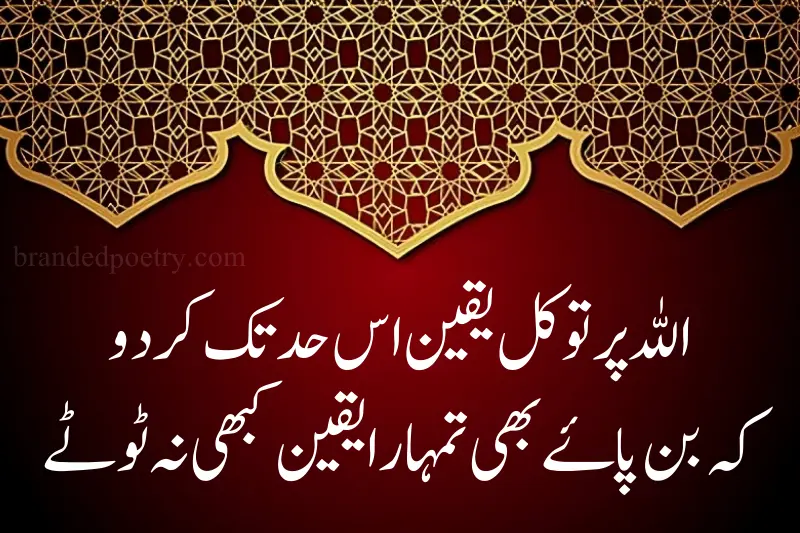 brandedpoetry.com
اللہ پر توکل یقین اس حد تک کر دو
کہ بن پائے بھی تمہارا یقین کبھی نہ ٹوٹے